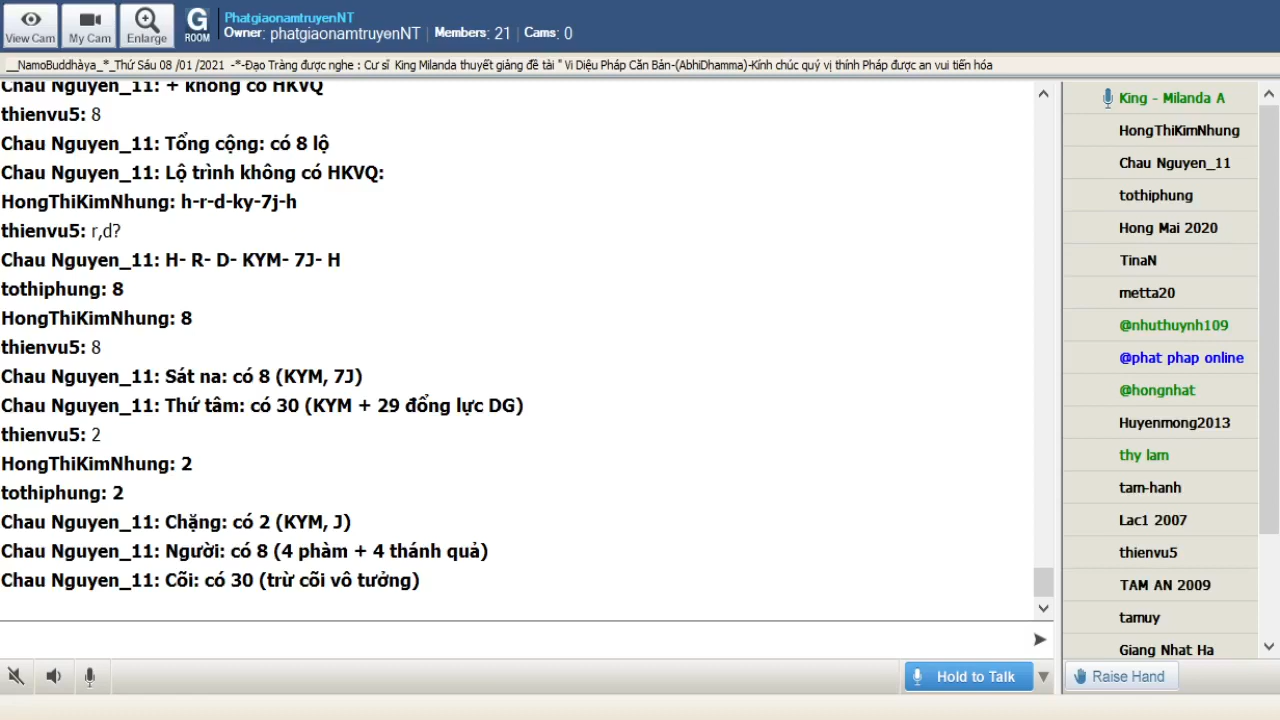 View Cam
My Cam
Enlarge
G
ROOM
PhatgiaonamtruyenNT
Owner: phatgiaonamtruyenNT | Members: 21 | Cams: 0
__NamoBuddhàya_*_Thứ Sáu 08 /01 /2021 -*-Đạo Tràng được nghe : Cư sĩ King Milanda thuyết giảng đề tài " Vi Diệu Pháp Căn Bản-(AbhiDhamma)-Kính chúc quý vị thính Pháp được an vui tiến hóa
Chau Nguyen_11: + không có HKVQ
thienvu5: 8
Chau Nguyen_11: Tổng cộng: có 8 lộ
Chau Nguyen_11: Lộ trình không có HKVQ:
HongThiKimNhung: h-r-d-ky-7j-h
thienvu5: r,d?
Chau Nguyen_11: H- R- D- KYM- 7J- H
tothiphung: 8
HongThiKimNhung: 8
thienvu5: 8
Chau Nguyen_11: Sát na: có 8 (KYM, 7J)
Chau Nguyen_11: Thứ tâm: có 30 (KYM + 29 đổng lực DG)
thienvu5: 2
HongThiKimNhung: 2
tothiphung: 2
Chau Nguyen_11: Chặng: có 2 (KYM, J)
Chau Nguyen_11: Người: có 8 (4 phàm + 4 thánh quả)
Chau Nguyen_11: Cõi: có 30 (trừ cõi vô tưởng)
King - Milanda A
HongThiKimNhung
Chau Nguyen_11
tothiphung
Hong Mai 2020
TinaN
metta20
@nhuthuynh109
@phat phap online
@hongnhat
Huyenmong2013
thy lam
tam-hanh
Lac1 2007
thienvu5
TAM AN 2009
tamuy
Giang Nhat Ha
Hold to Talk
Raise Hand